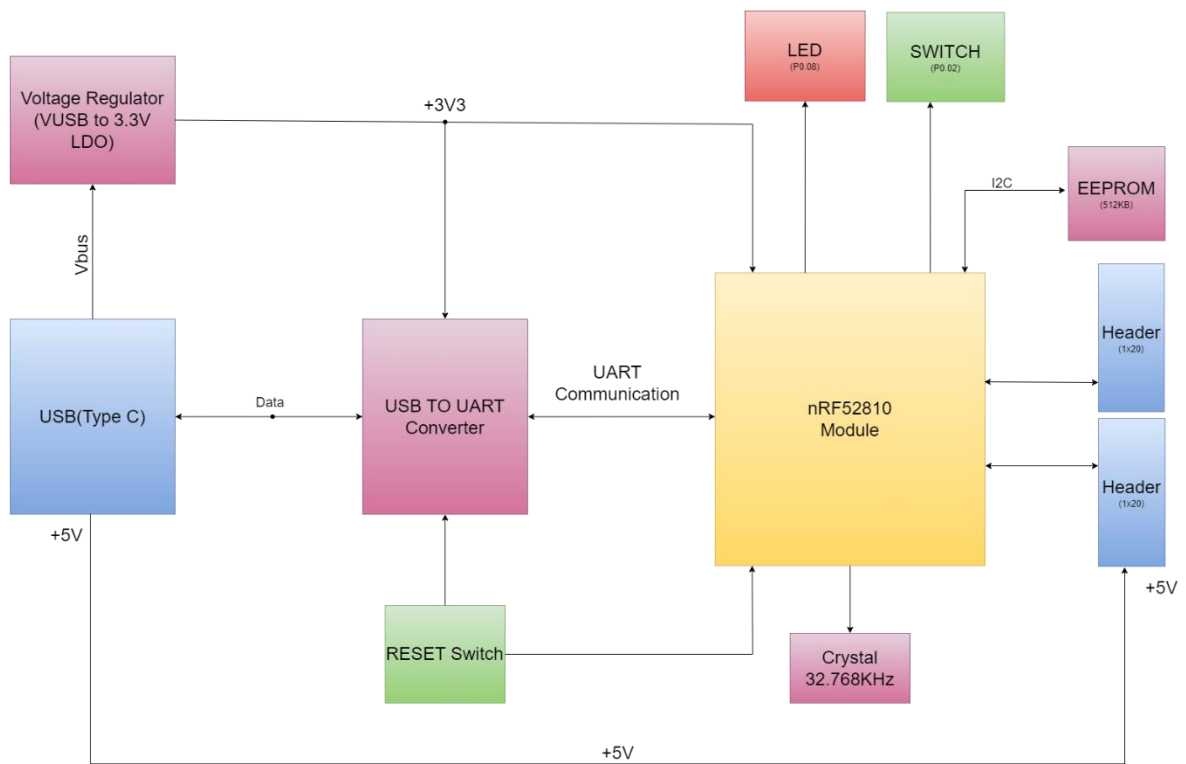 LED
(P0.08)
SWITCH
(P0.02)
Voltage Regulator
(VUSB to 3.3V
LDO)
+3V3
I2C
EEPROM
(512KB)
Vbus
Header
(1x20)
USB(Type C)
Data
USB TO UART
Converter
UART
Communication
nRF52810
Module
Header
(1x20)
+5V
+5V
RESET Switch
Crystal
32.768KHz
+5V